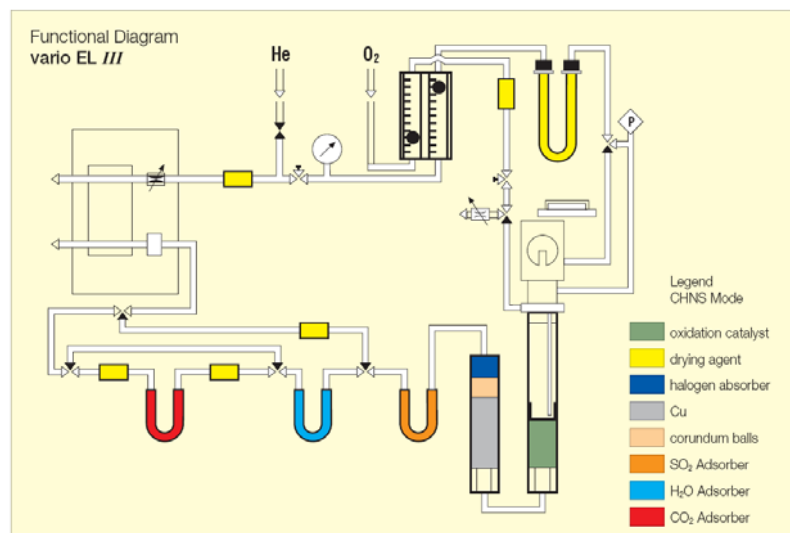 Functional Diagram
vario EL III
He
O₂
P
Legend
CHNS Mode
oxidation catalyst
drying agent
halogen absorber
Cu
corundum balls
SO₂ Adsorber
H₂O Adsorber
CO₂ Adsorber